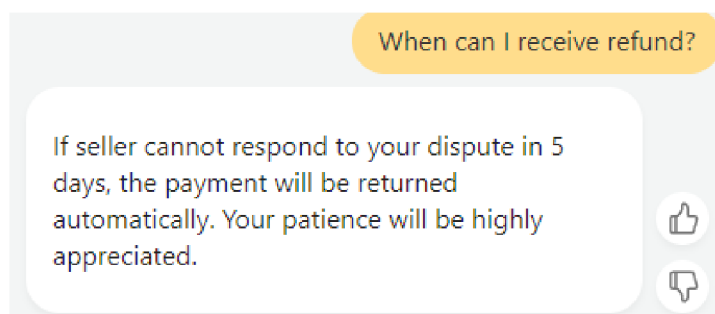 When can I receive refund?
If seller cannot respond to your dispute in 5
days, the payment will be returned
automatically. Your patience will be highly
appreciated.